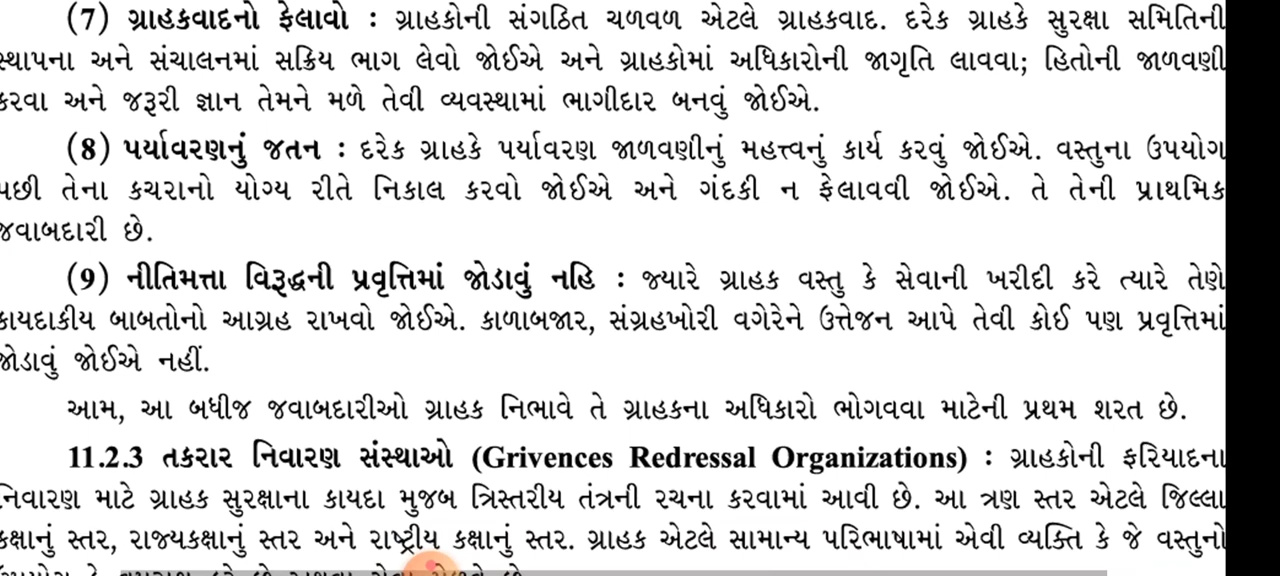 (7) ગ્રાહકવાદનો ફેલાવો : ગ્રાહકોની સંગઠિત ચળવળ એટલે ગ્રાહકવાદ. દરેક ગ્રાહકે સુરક્ષા સમિતિની
સ્થાપના અને સંચાલનમાં સક્રિય ભાગ લેવો જોઈએ અને ગ્રાહકોમાં અધિકારોની જાગૃતિ લાવવા; હિતોની જાળવણી
કરવા અને જરૂરી જ્ઞાન તેમને મળે તેવી વ્યવસ્થામાં ભાગીદાર બનવું જોઈએ.
(8) પર્યાવરણનું જતન : દરેક ગ્રાહકે પર્યાવરણ જાળવણીનું મહત્ત્વનું કાર્ય કરવું જોઈએ. વસ્તુના ઉપયોગ
પછી તેના કચરાનો યોગ્ય રીતે નિકાલ કરવો જોઈએ અને ગંદકી ન ફેલાવવી જોઈએ. તે તેની પ્રાથમિક
જવાબદારી છે.
(9) નીતિમત્તા વિરૂદ્ધની પ્રવૃત્તિમાં જોડાવું નહિ : જ્યારે ગ્રાહક વસ્તુ કે સેવાની ખરીદી કરે ત્યારે તેણે
કાયદાકીય બાબતોનો આગ્રહ રાખવો જોઈએ. કાળાબજાર, સંગ્રહખોરી વગેરેને ઉત્તેજન આપે તેવી કોઈ પણ પ્રવૃત્તિમાં
જોડાવું જોઈએ નહીં.
આમ, આ બધીજ જવાબદારીઓ ગ્રાહક નિભાવે તે ગ્રાહકના અધિકારો ભોગવવા માટેની પ્રથમ શરત છે.
11.2.3 તકરાર નિવારણ સંસ્થાઓ (Grivences Redressal Organizations) : ગ્રાહકોની ફરિયાદના
નિવારણ માટે ગ્રાહક સુરક્ષાના કાયદા મુજબ ત્રિસ્તરીય તંત્રની રચના કરવામાં આવી છે. આ ત્રણ સ્તર એટલે જિલ્લા
કક્ષાનું સ્તર, રાજ્યકક્ષાનું સ્તર અને રાષ્ટ્રીય કક્ષાનું સ્તર. ગ્રાહક એટલે સામાન્ય પરિભાષામાં એવી વ્યક્તિ કે જે વસ્તુનો